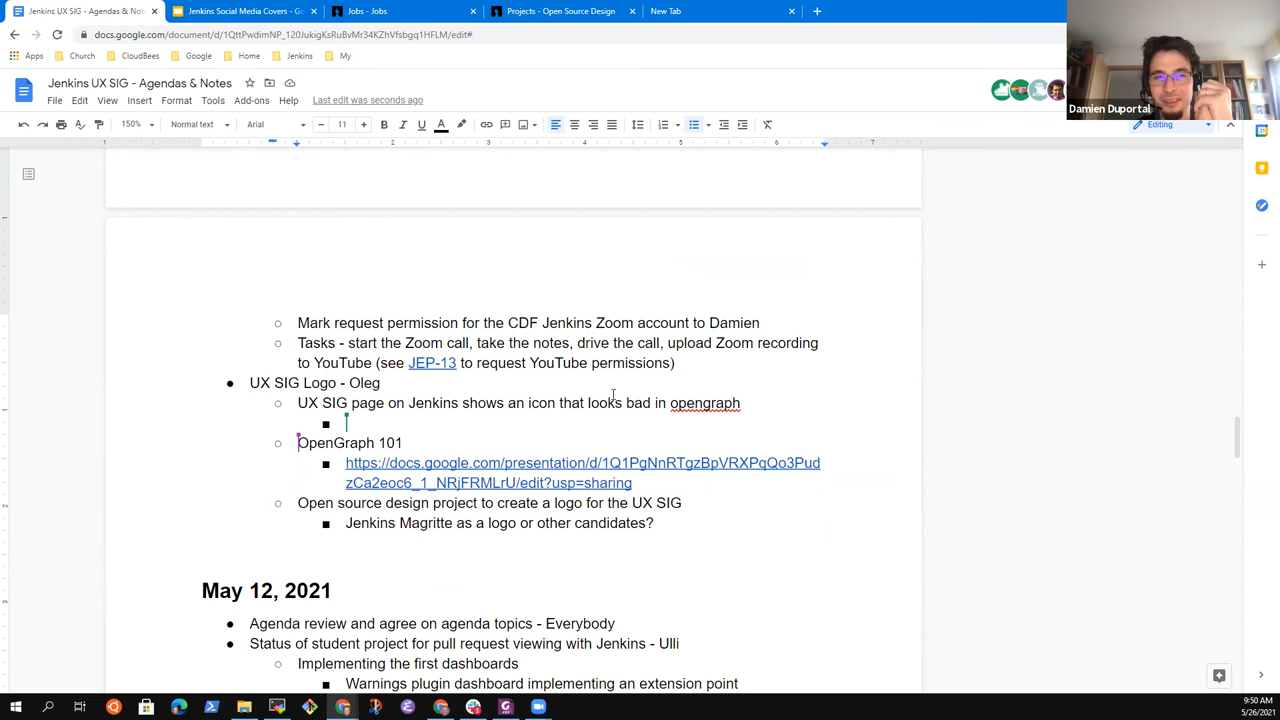 Jenkins UX SIG - Agendas & Not
Jenkins Social Media Covers - Go
Jobs - Jobs
Projects - Open Source Design
New Tab
docs.google.com/document/d/1QttPwdimNP_120JukigKsRuBvMr34KZhVfsbgq1HFLM/edit#
Apps
Church
CloudBees
Google
Home
Jenkins
My
Jenkins UX SIG - Agendas & Notes
File Edit View Insert Format Tools Add-ons Help Last edit was seconds ago
150% Normal text Arial 11
Editing
Damien Duportal
1 2 3 4 5 6 7
Mark request permission for the CDF Jenkins Zoom account to Damien
Tasks - start the Zoom call, take the notes, drive the call, upload Zoom recording
to YouTube (see JEP-13 to request YouTube permissions)
UX SIG Logo - Oleg
UX SIG page on Jenkins shows an icon that looks bad in opengraph
OpenGraph 101
https://docs.google.com/presentation/d/1Q1PgNnRTgzBpVRXPqQo3Pud
zCa2eoc6_1_NRjFRMLrU/edit?usp=sharing
Open source design project to create a logo for the UX SIG
Jenkins Magritte as a logo or other candidates?
May 12, 2021
Agenda review and agree on agenda topics - Everybody
Status of student project for pull request viewing with Jenkins - Ulli
Implementing the first dashboards
Warnings plugin dashboard implementing an extension point
9:50 AM
5/26/2021